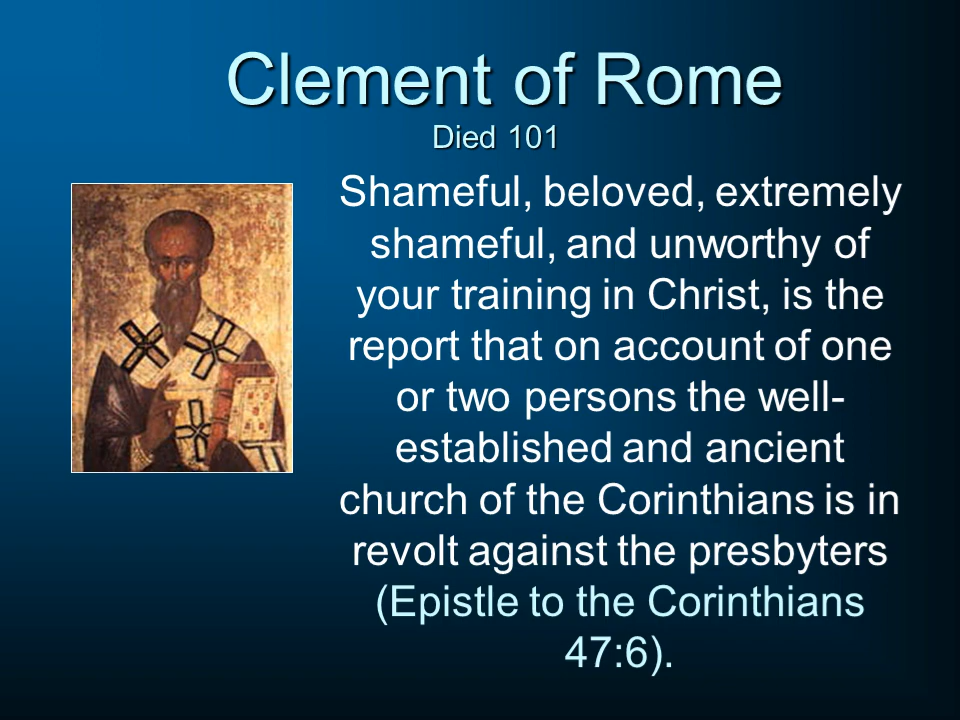 Clement of Rome
Died 101
Shameful, beloved, extremely
shameful, and unworthy of
your training in Christ, is the
report that on account of one
or two persons the well-
established and ancient
church of the Corinthians is in
revolt against the presbyters
(Epistle to the Corinthians
47:6).